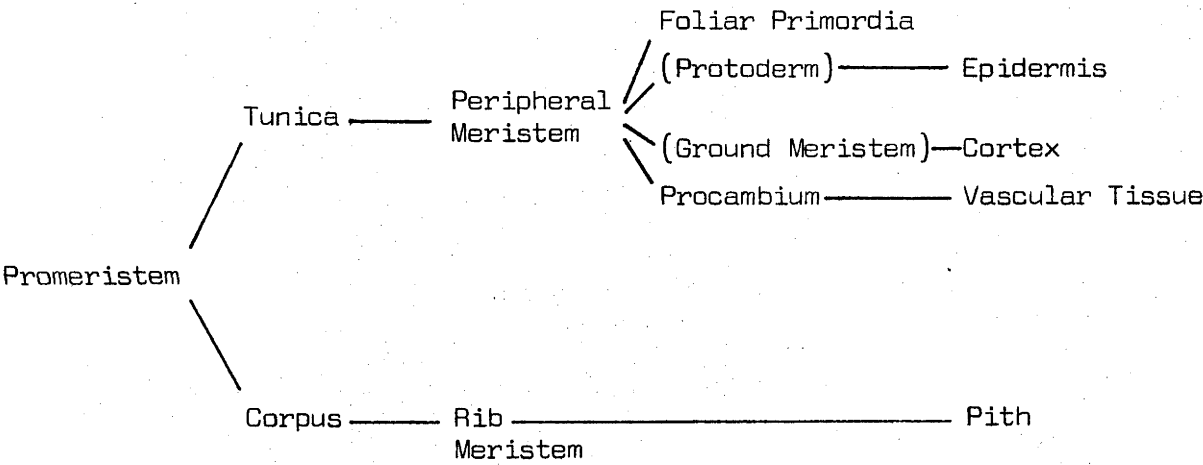 Foliar Primordia
(Protoderm) Epidermis
Tunica Peripheral
Meristem
(Ground Meristem) Cortex
Procambium Vascular Tissue
Promeristem
Corpus Rib Pith
Meristem